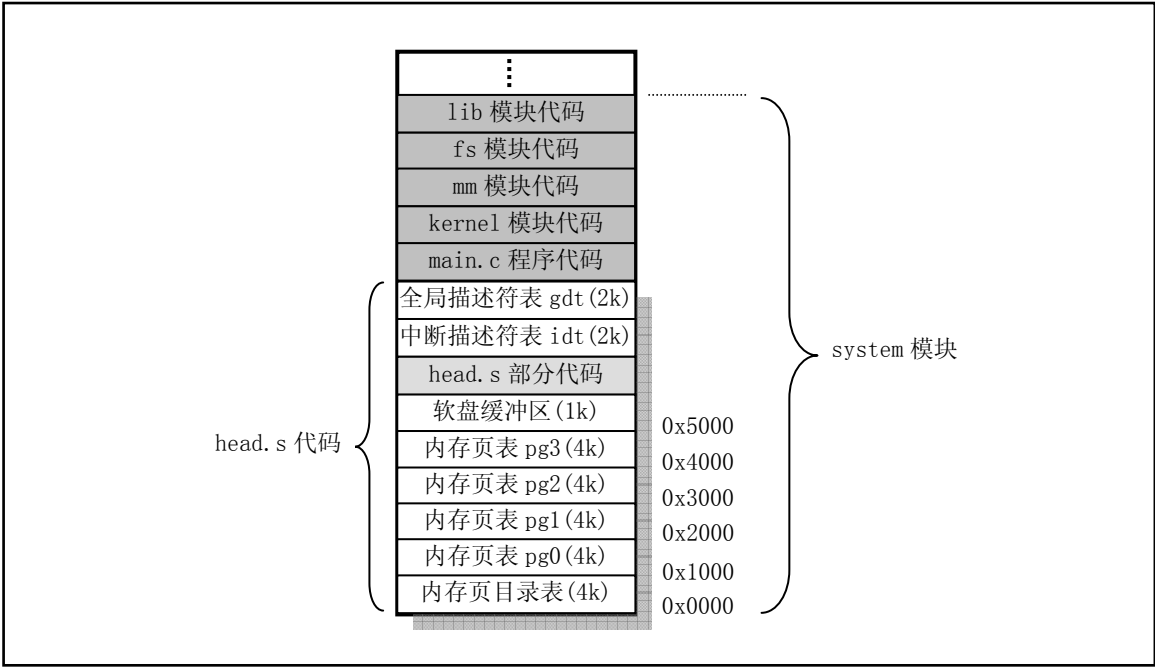 lib 模块代码
fs 模块代码
mm 模块代码
kernel 模块代码
main.c 程序代码
全局描述符表 gdt(2k)
中断描述符表 idt(2k)
head.s 部分代码
软盘缓冲区(1k)
内存页表 pg3(4k)
内存页表 pg2(4k)
内存页表 pg1(4k)
内存页表 pg0(4k)
内存页目录表(4k)
head.s 代码
0x5000
0x4000
0x3000
0x2000
0x1000
0x0000
system 模块